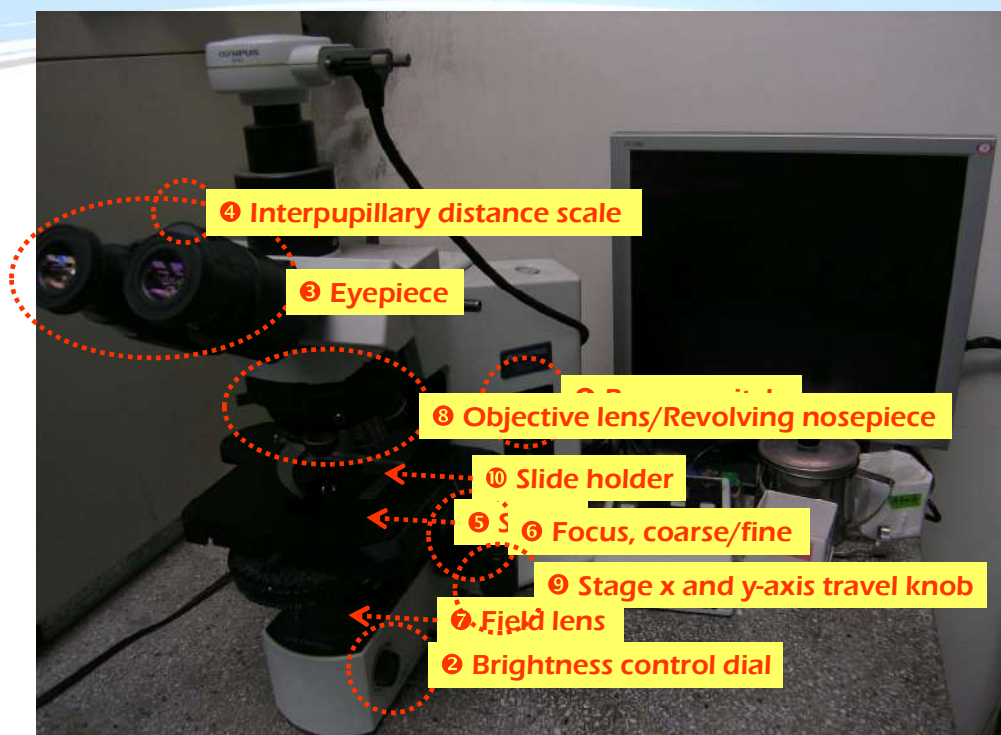 OLYMPUS
❹ Interpupillary distance scale
❸ Eyepiece
❽ Objective lens/Revolving nosepiece
❿ Slide holder
❺
❻ Focus, coarse/fine
❾ Stage x and y-axis travel knob
❼ Field lens
❷ Brightness control dial